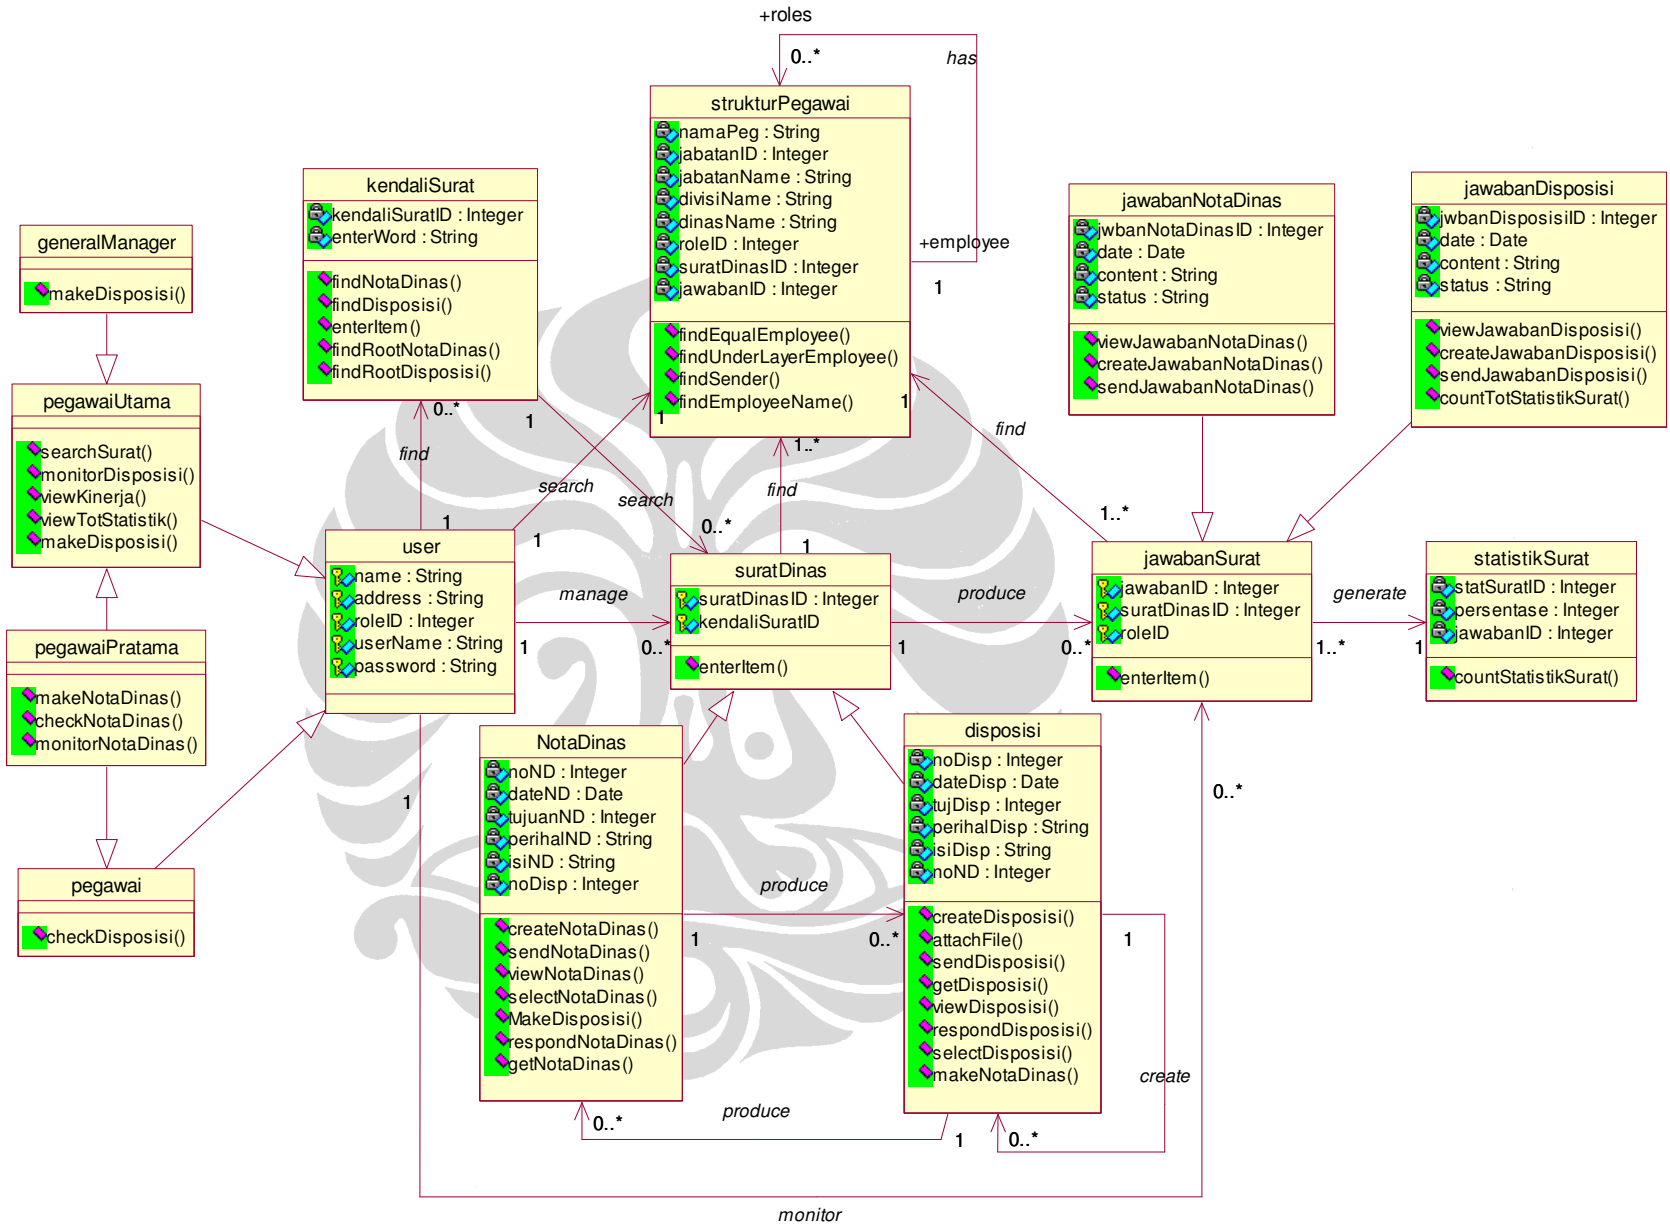 +roles
0..*
has
strukturPegawai
namaPeg : String
jabatanID : Integer
jabatanName : String
divisiName : String
dinasName : String
roleID : Integer
suratDinasID : Integer
jawabanID : Integer
findEqualEmployee()
findUnderLayerEmployee()
findSender()
findEmployeeName()
+employee
1
1
1
1..*
kendaliSurat
kendaliSuratID : Integer
enterWord : String
findNotaDinas()
findDisposisi()
enterItem()
findRootNotaDinas()
findRootDisposisi()
0..*
1
find
search
search
find
find
generalManager
makeDisposisi()
pegawaiUtama
searchSurat()
monitorDisposisi()
viewKinerja()
viewTotStatistik()
makeDisposisi()
pegawaiPratama
makeNotaDinas()
checkNotaDinas()
monitorNotaDinas()
pegawai
checkDisposisi()
jawabanNotaDinas
jwbanNotaDinasID : Integer
date : Date
content : String
status : String
viewJawabanNotaDinas()
createJawabanNotaDinas()
sendJawabanNotaDinas()
jawabanDisposisi
jwbanDisposisiID : Integer
date : Date
content : String
status : String
viewJawabanDisposisi()
createJawabanDisposisi()
sendJawabanDisposisi()
countTotStatistikSurat()
1
1
user
name : String
address : String
roleID : Integer
userName : String
password : String
manage
1
0..*
0..*
1
suratDinas
suratDinasID : Integer
kendaliSuratID
enterItem()
produce
1
0..*
1..*
jawabanSurat
jawabanID : Integer
suratDinasID : Integer
roleID
enterItem()
generate
1..*
1
statistikSurat
statSuratID : Integer
persentase : Integer
jawabanID : Integer
countStatistikSurat()
1
0..*
NotaDinas
noND : Integer
dateND : Date
tujuanND : Integer
perihalND : String
isiND : String
noDisp : Integer
createNotaDinas()
sendNotaDinas()
viewNotaDinas()
selectNotaDinas()
MakeDisposisi()
respondNotaDinas()
getNotaDinas()
produce
1
0..*
disposisi
noDisp : Integer
dateDisp : Date
tujDisp : Integer
perihalDisp : String
isiDisp : String
noND : Integer
createDisposisi()
attachFile()
sendDisposisi()
getDisposisi()
viewDisposisi()
respondDisposisi()
selectDisposisi()
makeNotaDinas()
1
create
0..*
produce
0..*
1
monitor